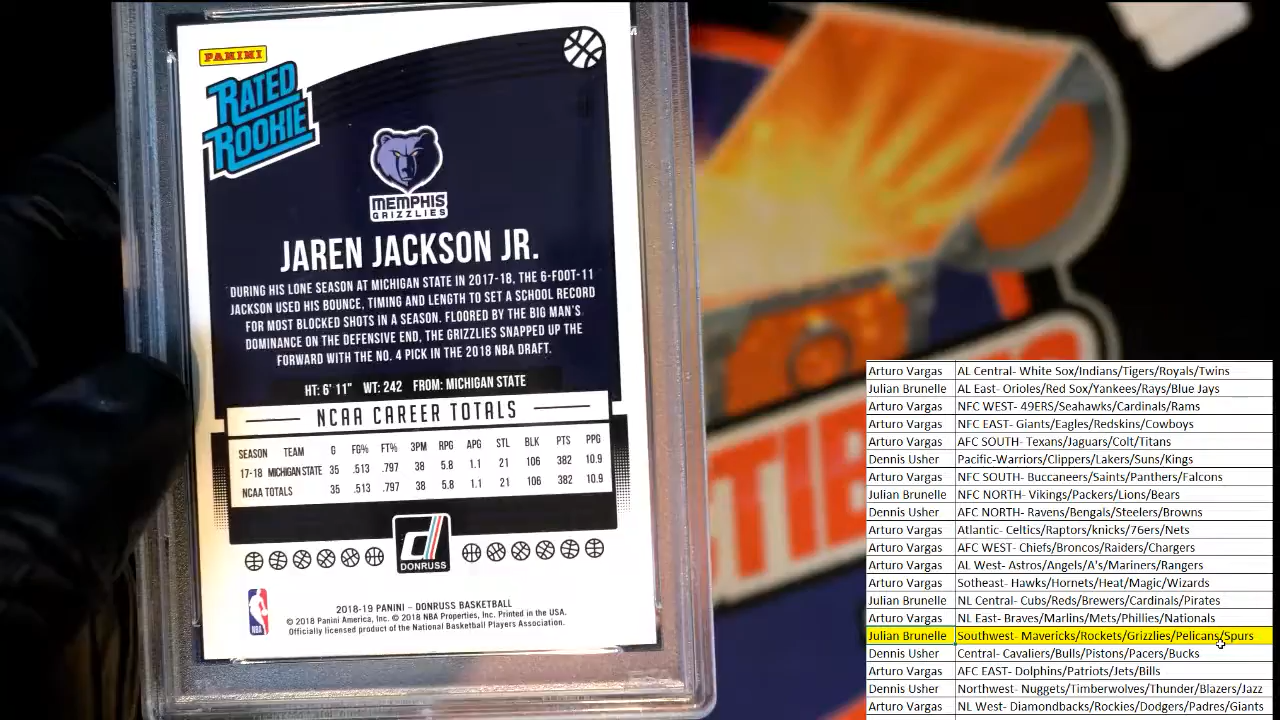 PANINI
RATED
ROOKIE
MEMPHIS
GRIZZLIES
JAREN JACKSON JR.
DURING HIS LONE SEASON AT MICHIGAN STATE IN 2017-18, THE 6-FOOT-11
JACKSON USED HIS BOUNCE, TIMING AND LENGTH TO SET A SCHOOL RECORD
FOR MOST BLOCKED SHOTS IN A SEASON. FLOORED BY THE BIG MAN'S
DOMINANCE ON THE DEFENSIVE END, THE GRIZZLIES SNAPPED UP THE
FORWARD WITH THE NO. 4 PICK IN THE 2018 NBA DRAFT.
HT: 6' 11" WT: 242 FROM: MICHIGAN STATE
NCAA CAREER TOTALS
SEASON TEAM G FG% FT% 3PM RPG APG STL BLK PTS PPG
17-18 MICHIGAN STATE 35 .513 .797 38 5.8 1.1 21 106 382 10.9
NCAA TOTALS 35 .513 .797 38 5.8 1.1 21 106 382 10.9
d
DONRUSS
NBA
2018-19 PANINI - DONRUSS BASKETBALL
© 2018 Panini America, Inc. © 2018 NBA Properties, Inc. Printed in the USA.
Officially licensed product of the National Basketball Players Association.
Arturo Vargas AL Central- White Sox/Indians/Tigers/Royals/Twins
Julian Brunelle AL East- Orioles/Red Sox/Yankees/Rays/Blue Jays
Arturo Vargas NFC WEST- 49ERS/Seahawks/Cardinals/Rams
Arturo Vargas NFC EAST- Giants/Eagles/Redskins/Cowboys
Arturo Vargas AFC SOUTH- Texans/Jaguars/Colt/Titans
Dennis Usher Pacific-Warriors/Clippers/Lakers/Suns/Kings
Arturo Vargas NFC SOUTH- Buccaneers/Saints/Panthers/Falcons
Julian Brunelle NFC NORTH- Vikings/Packers/Lions/Bears
Dennis Usher AFC NORTH- Ravens/Bengals/Steelers/Browns
Arturo Vargas Atlantic- Celtics/Raptors/knicks/76ers/Nets
Arturo Vargas AFC WEST- Chiefs/Broncos/Raiders/Chargers
Arturo Vargas AL West- Astros/Angels/A's/Mariners/Rangers
Arturo Vargas Sotheast- Hawks/Hornets/Heat/Magic/Wizards
Julian Brunelle NL Central- Cubs/Reds/Brewers/Cardinals/Pirates
Arturo Vargas NL East- Braves/Marlins/Mets/Phillies/Nationals
Julian Brunelle Southwest- Mavericks/Rockets/Grizzlies/Pelicans/Spurs
Dennis Usher Central- Cavaliers/Bulls/Pistons/Pacers/Bucks
Arturo Vargas AFC EAST- Dolphins/Patriots/Jets/Bills
Dennis Usher Northwest- Nuggets/Timberwolves/Thunder/Blazers/Jazz
Arturo Vargas NL West- Diamondbacks/Rockies/Dodgers/Padres/Giants